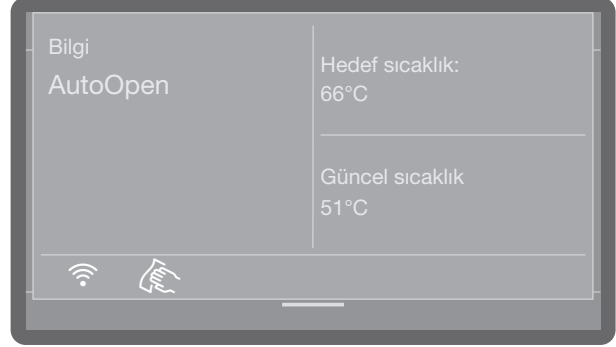 Bilgi
AutoOpen
Hedef sıcaklık:
66°C
Güncel sıcaklık
51°C